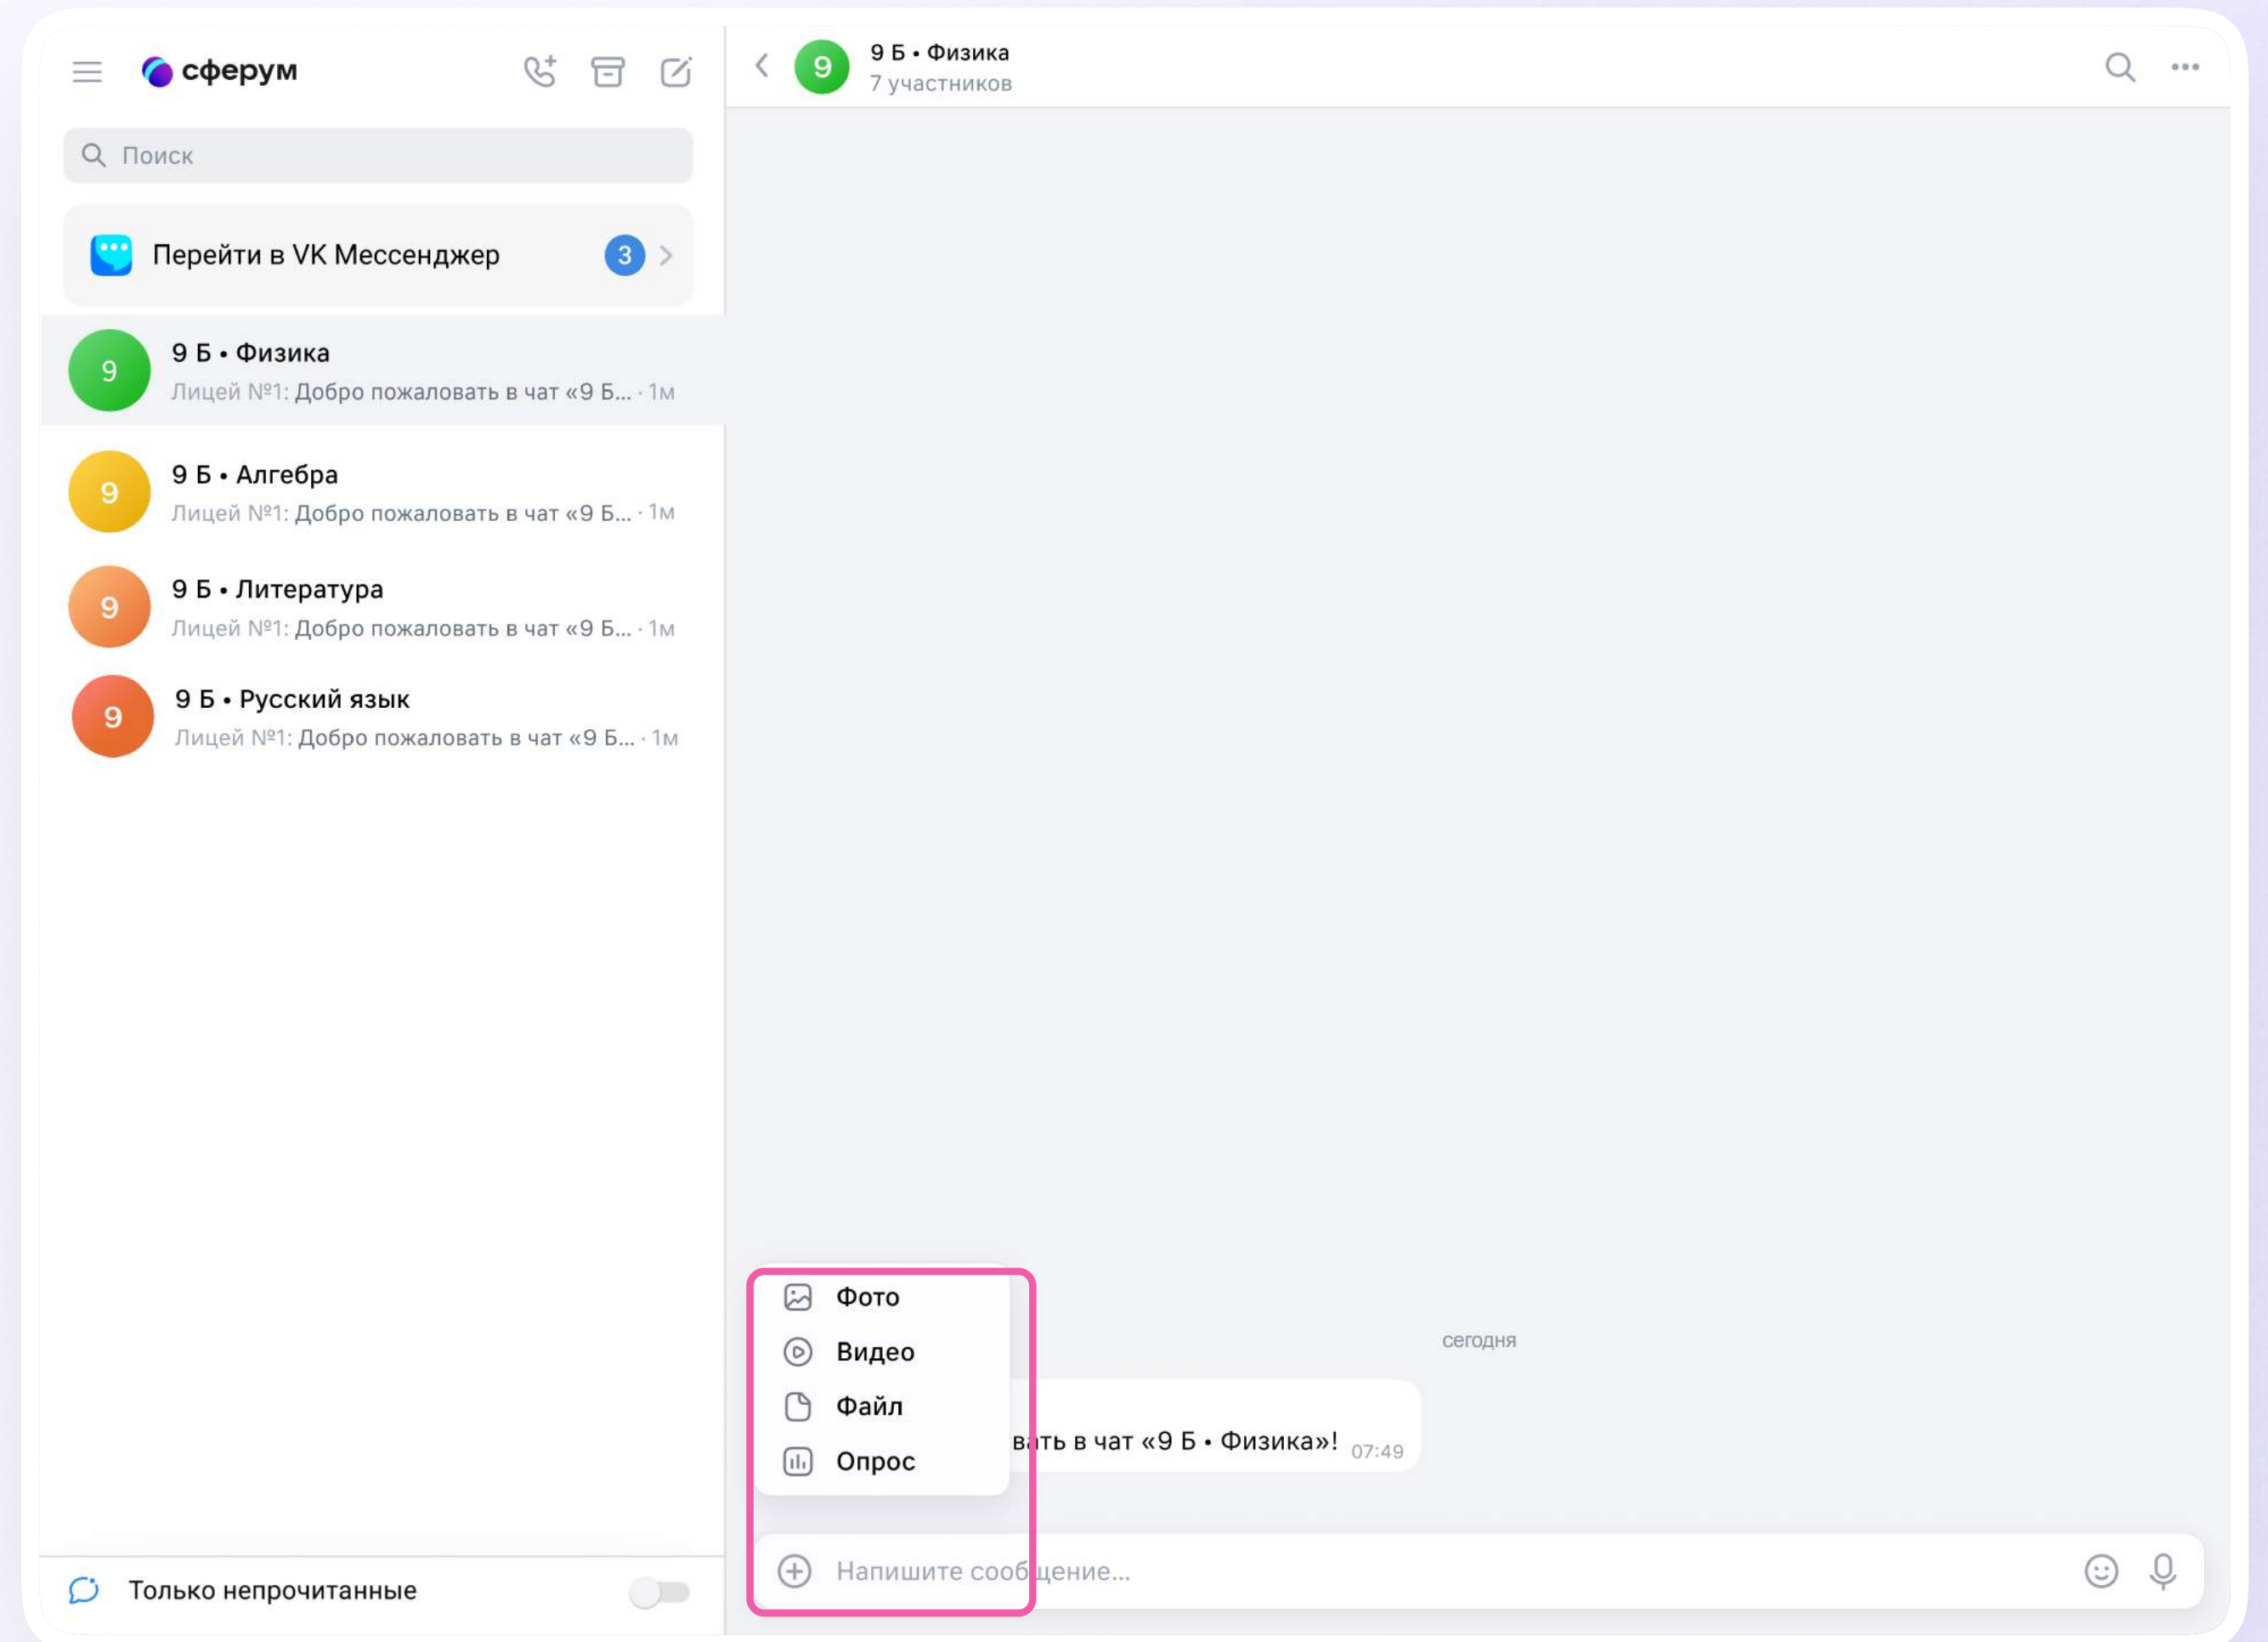 сферум
Поиск
Перейти в VK Мессенджер 3
9
9 Б • Физика
Лицей №1: Добро пожаловать в чат «9 Б... · 1м
9
9 Б • Алгебра
Лицей №1: Добро пожаловать в чат «9 Б... · 1м
9
9 Б • Литература
Лицей №1: Добро пожаловать в чат «9 Б... · 1м
9
9 Б • Русский язык
Лицей №1: Добро пожаловать в чат «9 Б... · 1м
Только непрочитанные
9
9 Б • Физика
7 участников
сегодня
Фото
Видео
Файл
Опрос
вать в чат «9 Б • Физика»! 07:49
Напишите сообщение...